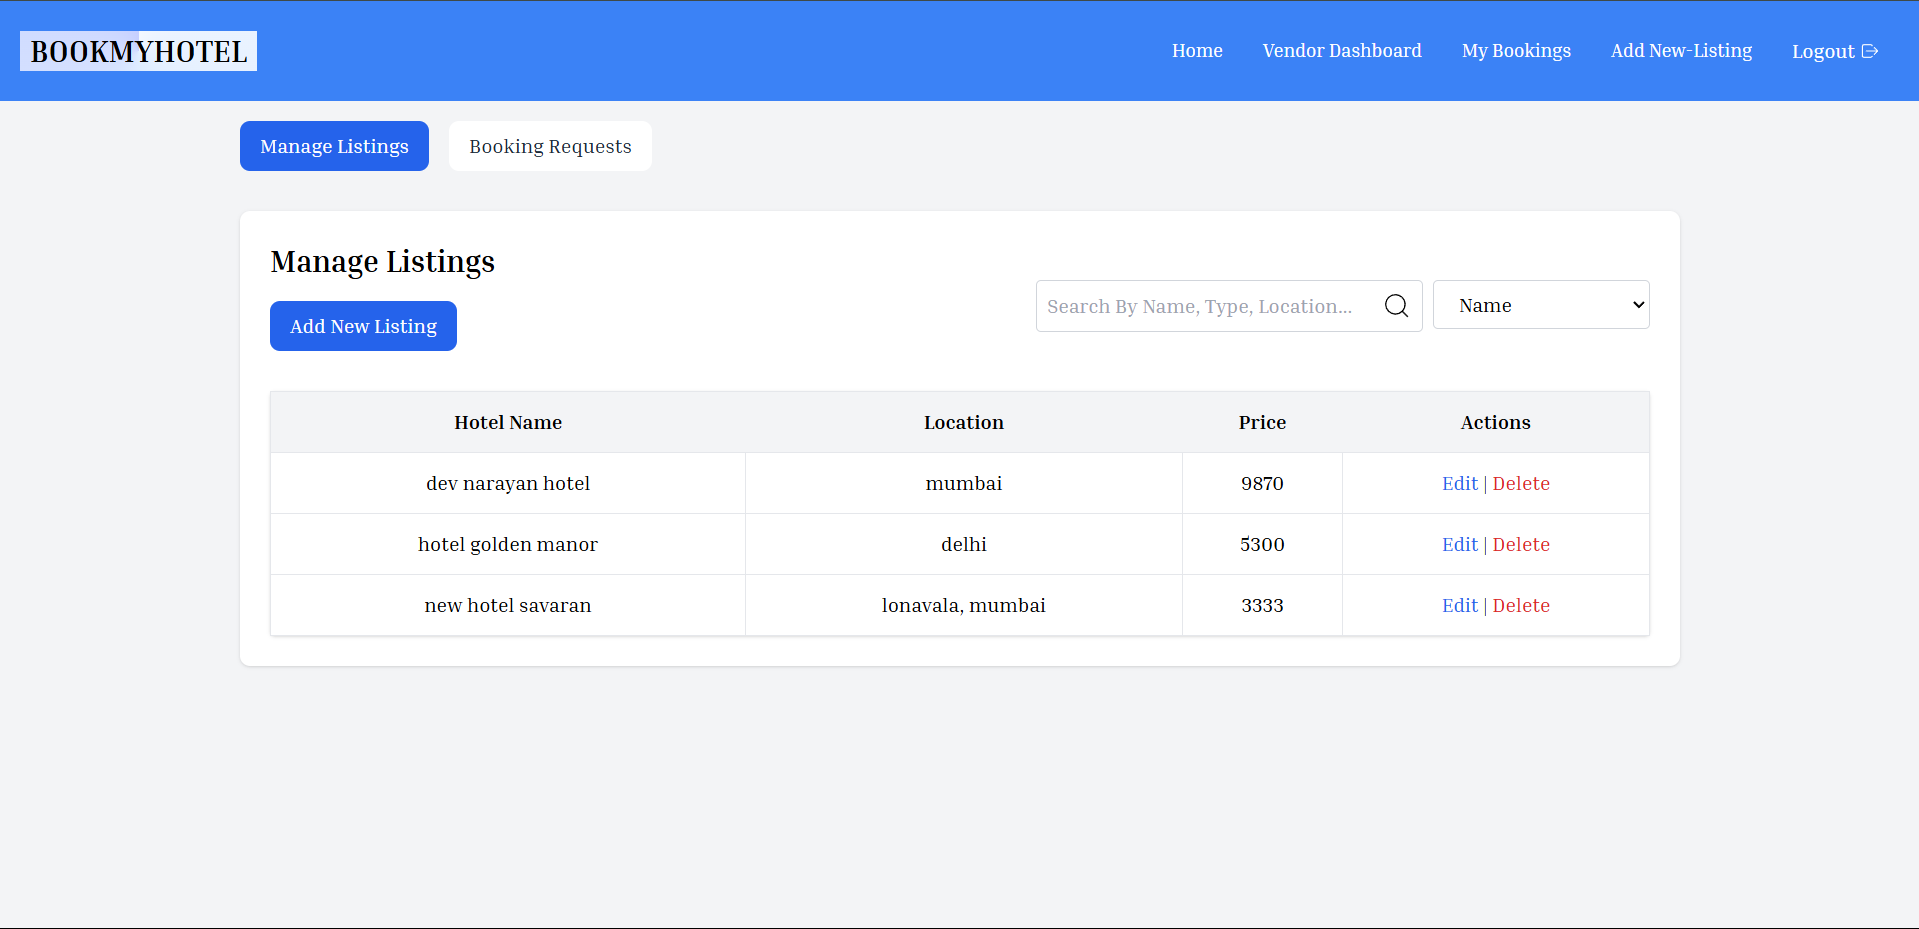 BOOKMYHOTEL
Home Vendor Dashboard My Bookings Add New-Listing Logout
Manage Listings Booking Requests
Manage Listings
Add New Listing
Search By Name, Type, Location... Name
Hotel Name Location Price Actions
dev narayan hotel mumbai 9870 Edit | Delete
hotel golden manor delhi 5300 Edit | Delete
new hotel savaran lonavala, mumbai 3333 Edit | Delete